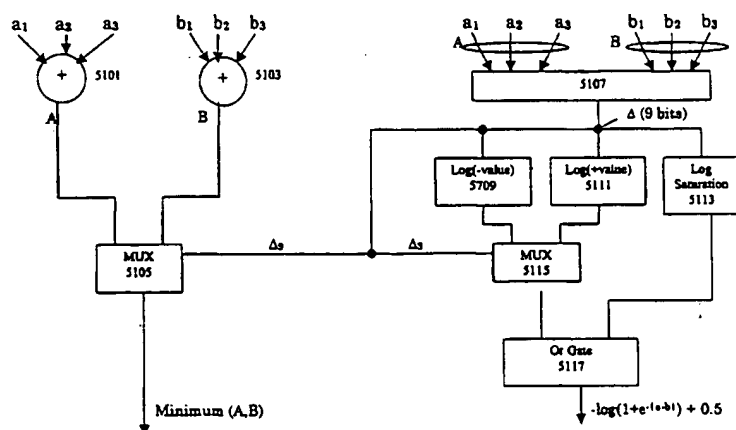 a₁ a₂ a₃
b₁ b₂ b₃
a₁ a₂ a₃
b₁ b₂ b₃
A
B
+ 5101
+ 5103
5107
A
B
Δ (9 bits)
Log(-value)
5709
Log(+value)
5111
Log
Saturation
5113
MUX
5105
Δ₉
Δ₉
MUX
5115
Or Gate
5117
Minimum (A,B)
-log(1+e⁻⁽ᵃ⁻ᵇ⁾) + 0.5